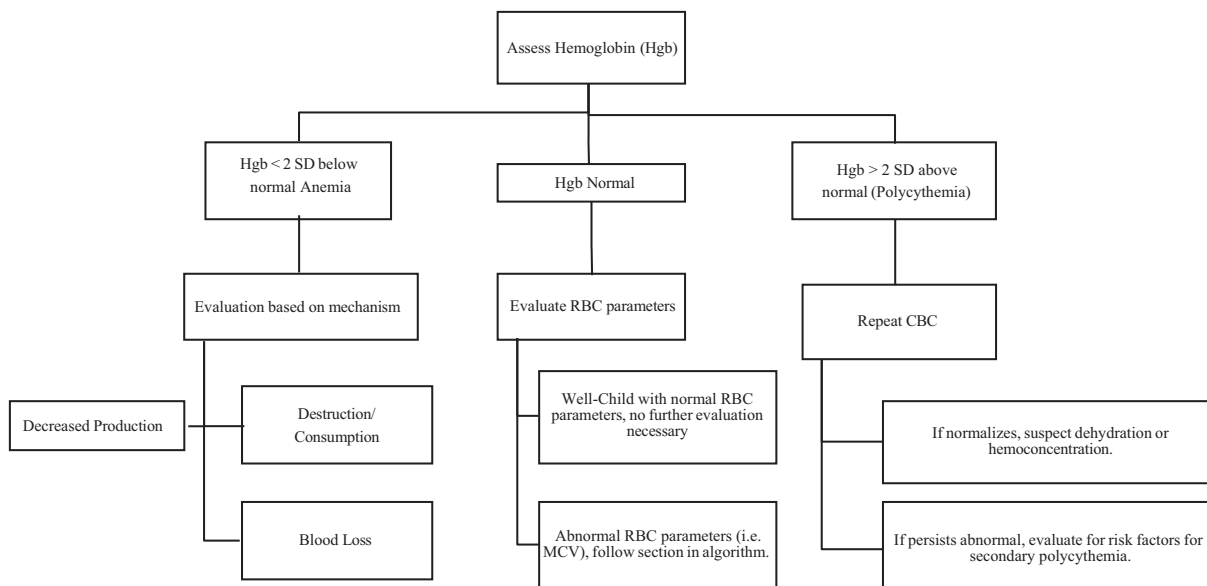 Assess Hemoglobin (Hgb)
Hgb < 2 SD below
normal Anemia
Hgb Normal
Hgb > 2 SD above
normal (Polycythemia)
Evaluation based on mechanism
Evaluate RBC parameters
Repeat CBC
Decreased Production
Destruction/
Consumption
Blood Loss
Well-Child with normal RBC
parameters, no further evaluation
necessary
Abnormal RBC parameters (i.e.
MCV), follow section in algorithm.
If normalizes, suspect dehydration or
hemoconcentration.
If persists abnormal, evaluate for risk factors for
secondary polycythemia.